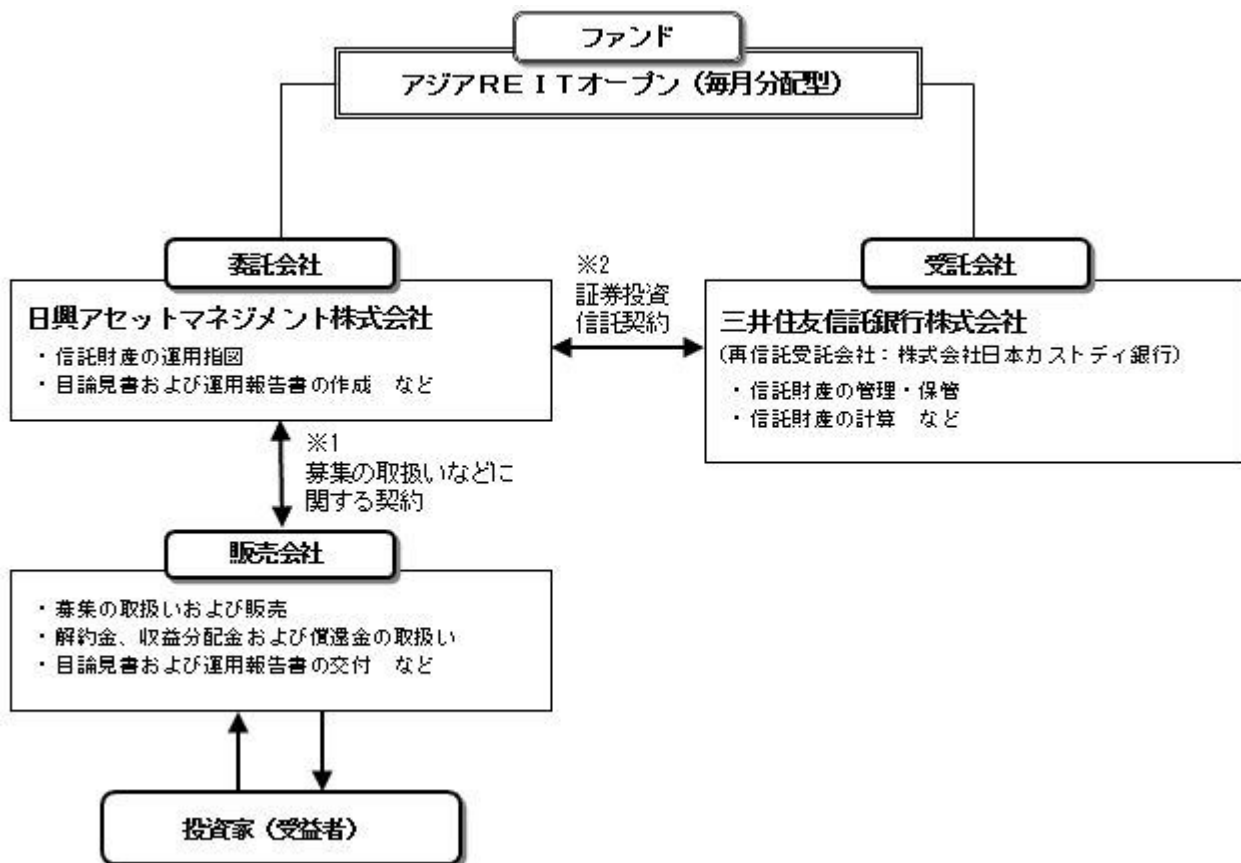 ファンド
アジアREITオープン（毎月分配型）
委託会社
日興アセットマネジメント株式会社
・信託財産の運用指図
・目論見書および運用報告書の作成　など
※2
証券投資
信託契約
受託会社
三井住友信託銀行株式会社
(再信託受託会社：株式会社日本カストディ銀行)
・信託財産の管理・保管
・信託財産の計算　など
※1
募集の取扱いなどに
関する契約
販売会社
・募集の取扱いおよび販売
・解約金、収益分配金および償還金の取扱い
・目論見書および運用報告書の交付　など
投資家（受益者）